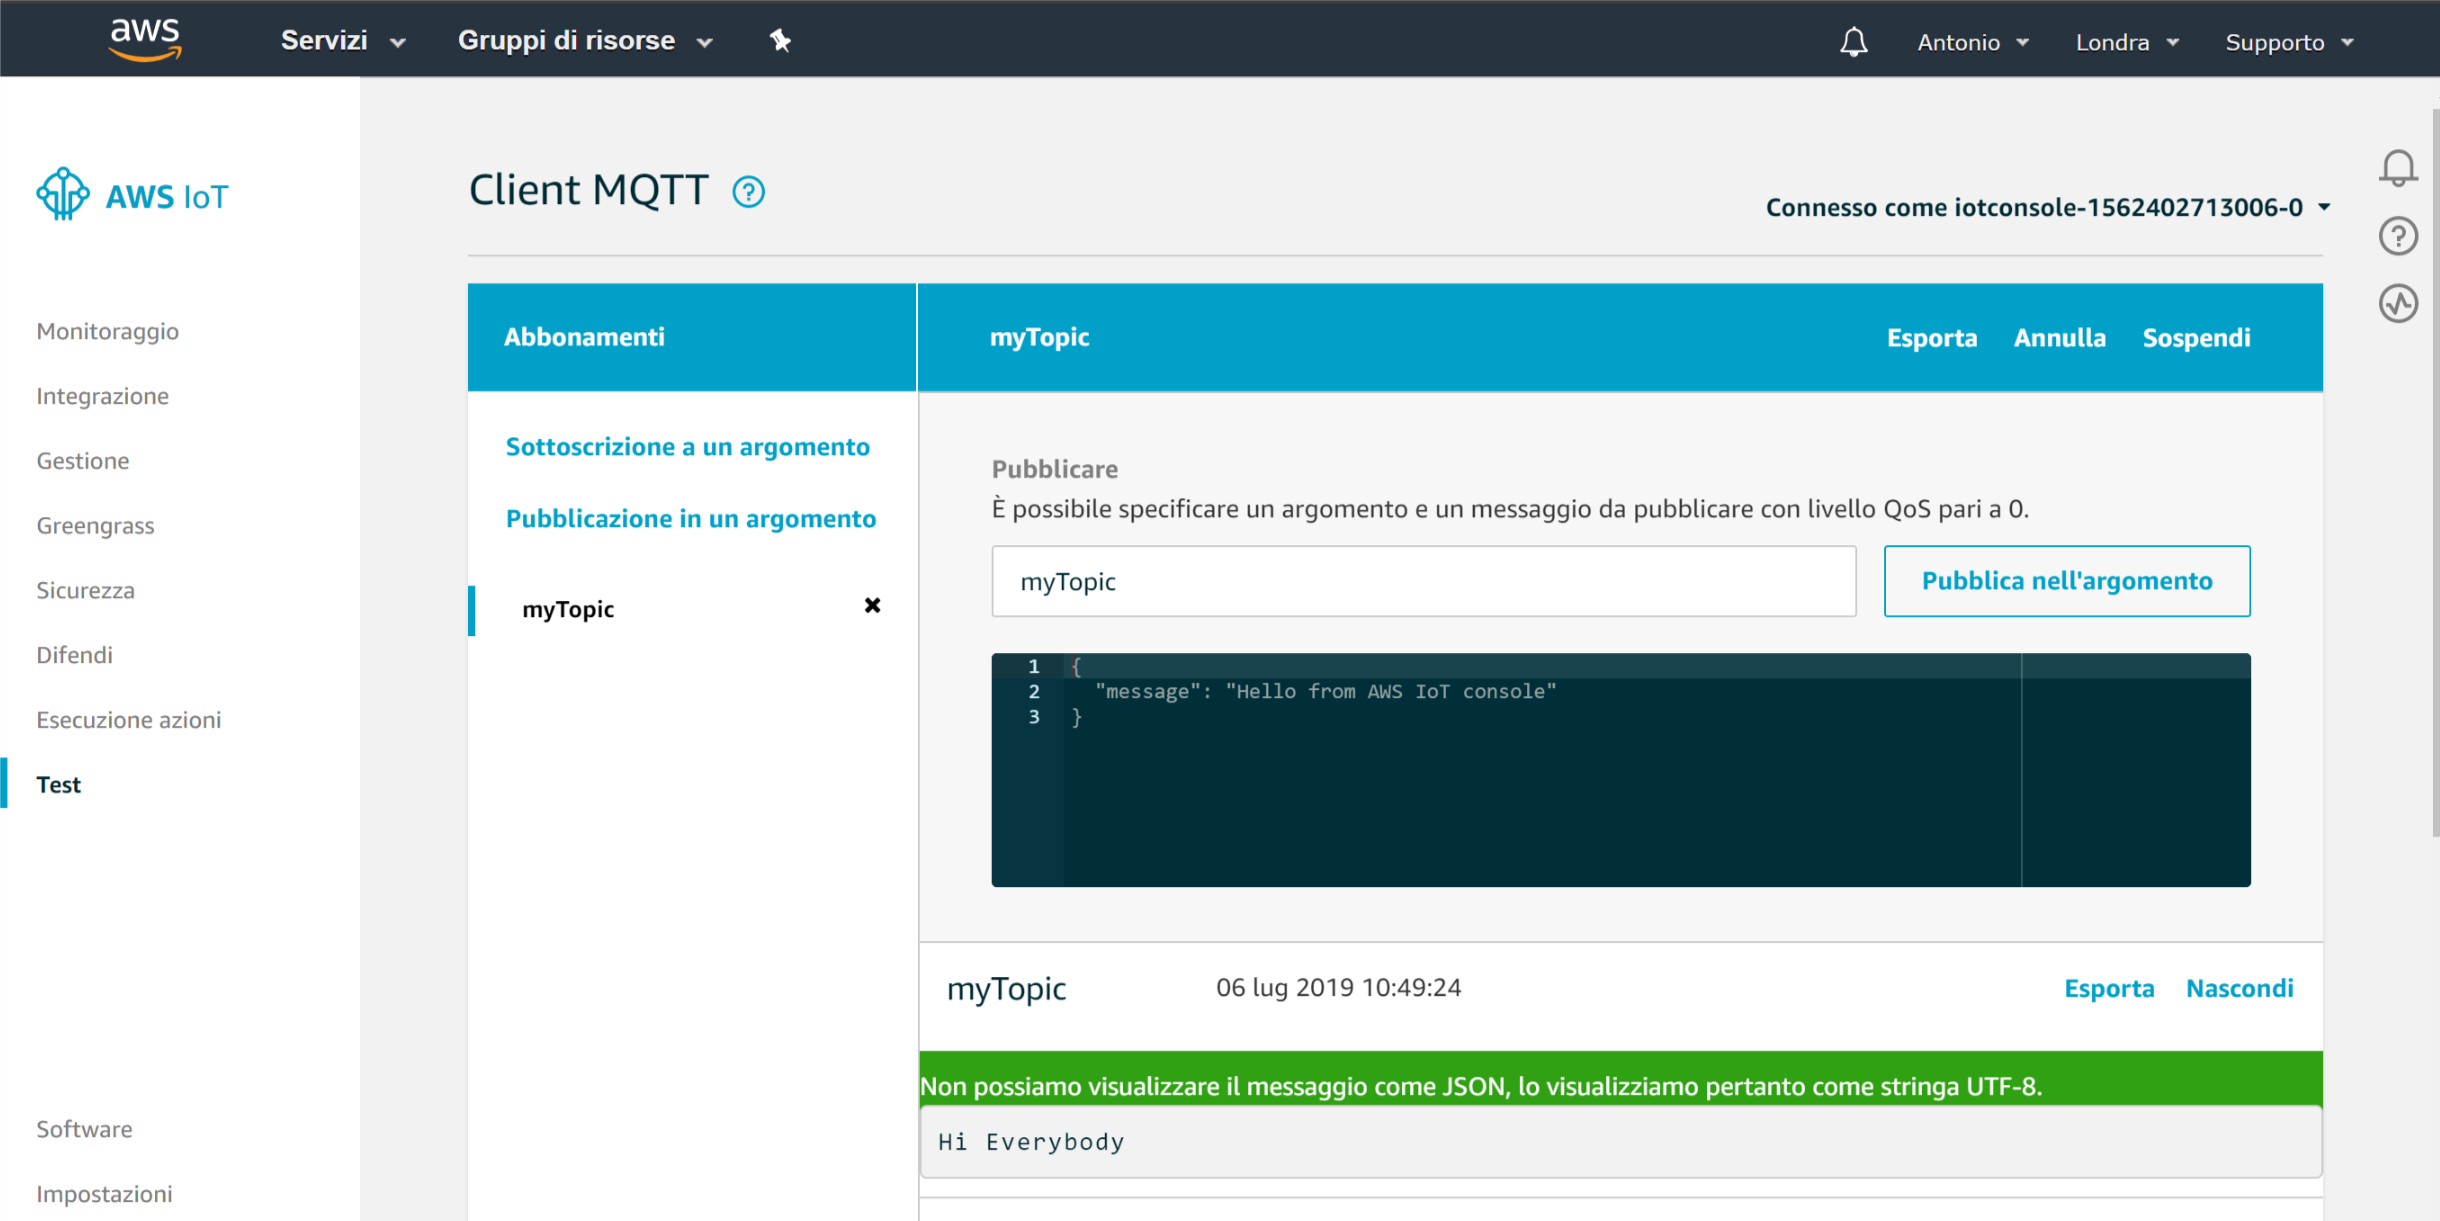 aws Servizi Gruppi di risorse Antonio Londra Supporto
AWS IoT
Monitoraggio
Integrazione
Gestione
Greengrass
Sicurezza
Difendi
Esecuzione azioni
Test
Software
Impostazioni
Client MQTT ?
Connesso come iotconsole-1562402713006-0
?
Abbonamenti
Sottoscrizione a un argomento
Pubblicazione in un argomento
myTopic
myTopic Esporta Annulla Sospendi
Pubblicare
È possibile specificare un argomento e un messaggio da pubblicare con livello QoS pari a 0.
myTopic Pubblica nell'argomento
1 {
2 "message": "Hello from AWS IoT console"
3 }
myTopic 06 lug 2019 10:49:24 Esporta Nascondi
Non possiamo visualizzare il messaggio come JSON, lo visualizziamo pertanto come stringa UTF-8.
Hi Everybody